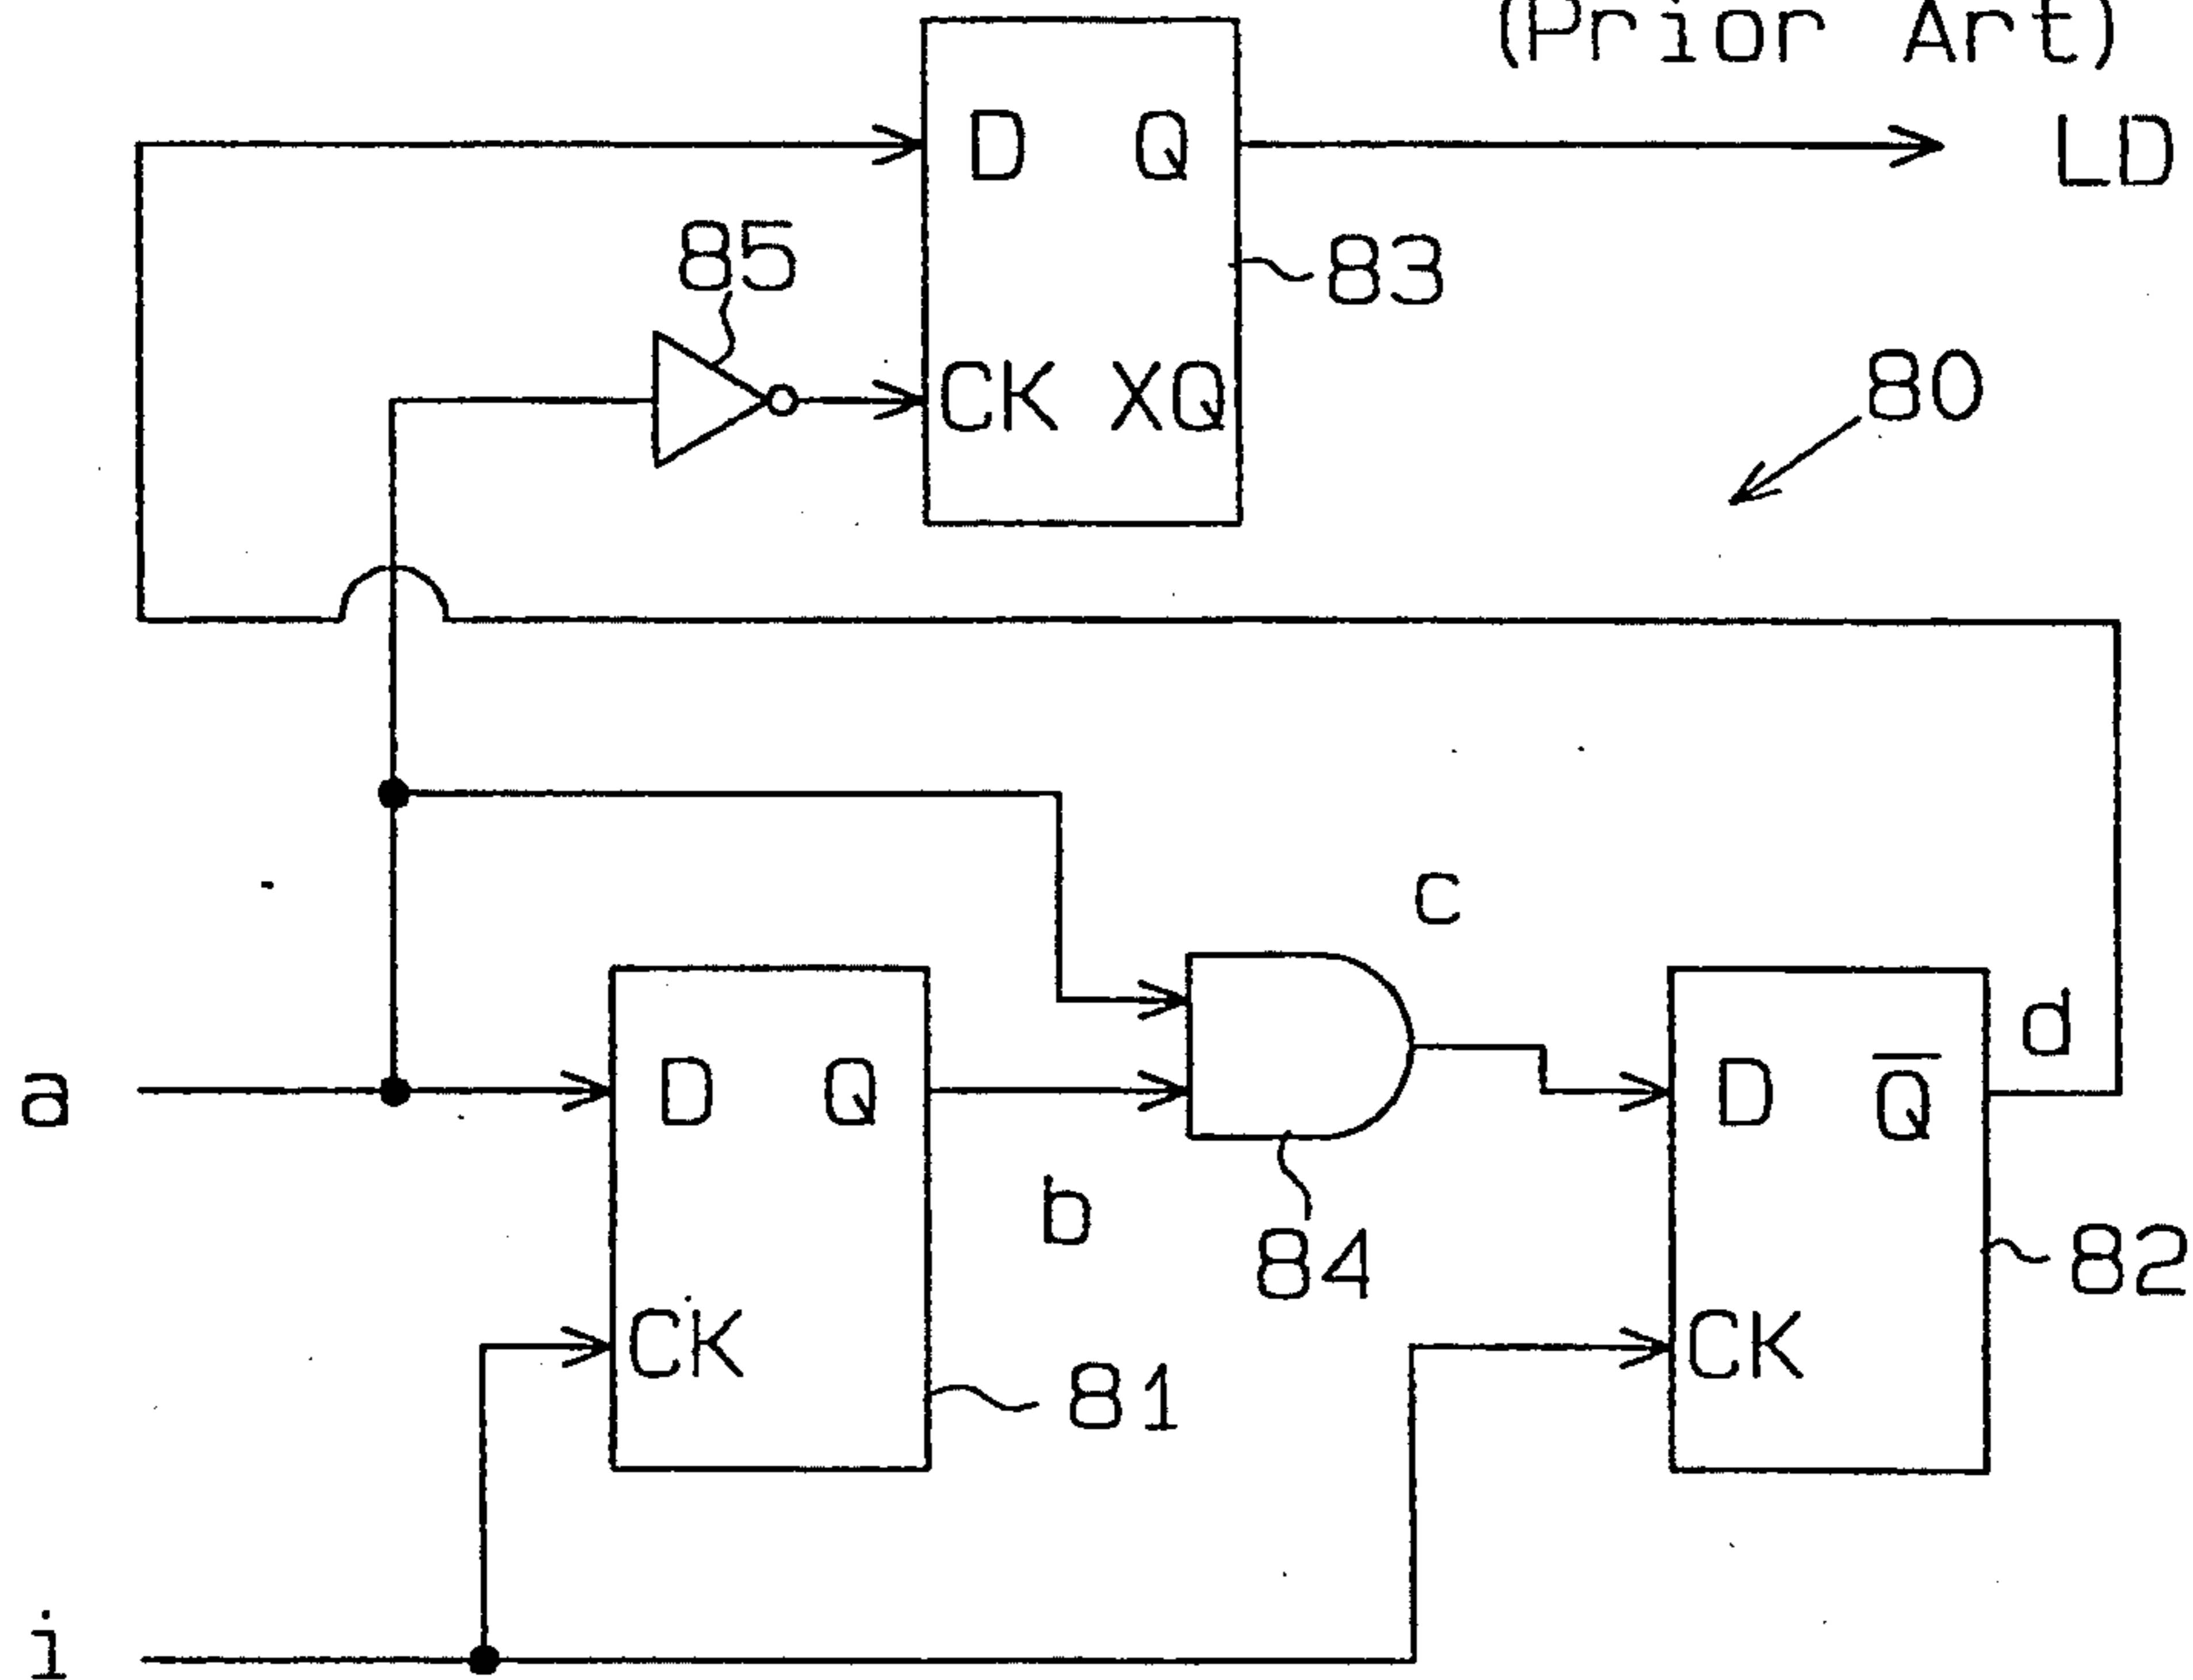 (Prior Art)
D Q
LD
85
83
CK XQ
80
c
a
D Q
D Q̅
d
b
84
82
CK
CK
81
i